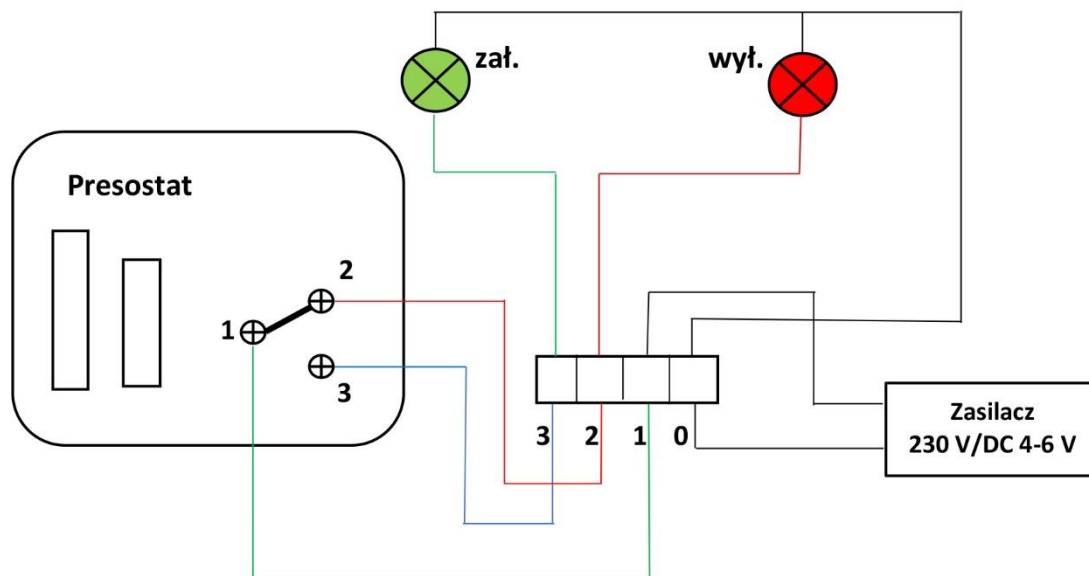 zał.
wył.
Presostat
2
1
3
3 2 1 0
Zasilacz
230 V/DC 4-6 V